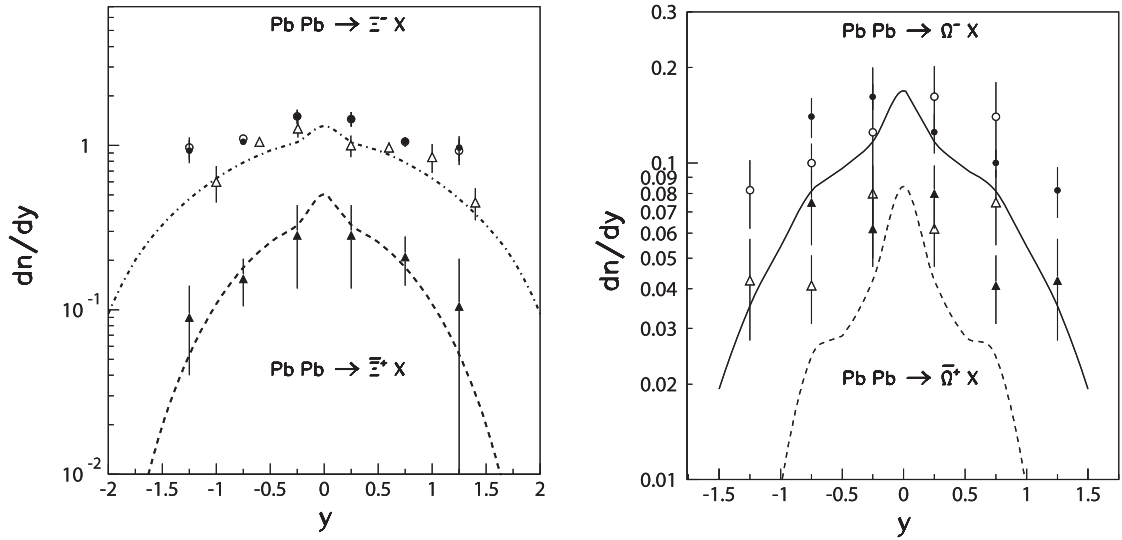 Pb Pb → Ξ⁻ X
dn/dy
1
10⁻¹
10⁻²
Pb Pb → Ξ̄⁺ X
-2 -1.5 -1 -0.5 0 0.5 1 1.5 2
y
0.3
Pb Pb → Ω⁻ X
0.2
dn/dy
0.1
0.09
0.08
0.07
0.06
0.05
0.04
0.03
0.02
Pb Pb → Ω̄⁺ X
0.01
-1.5 -1 -0.5 0 0.5 1 1.5
y